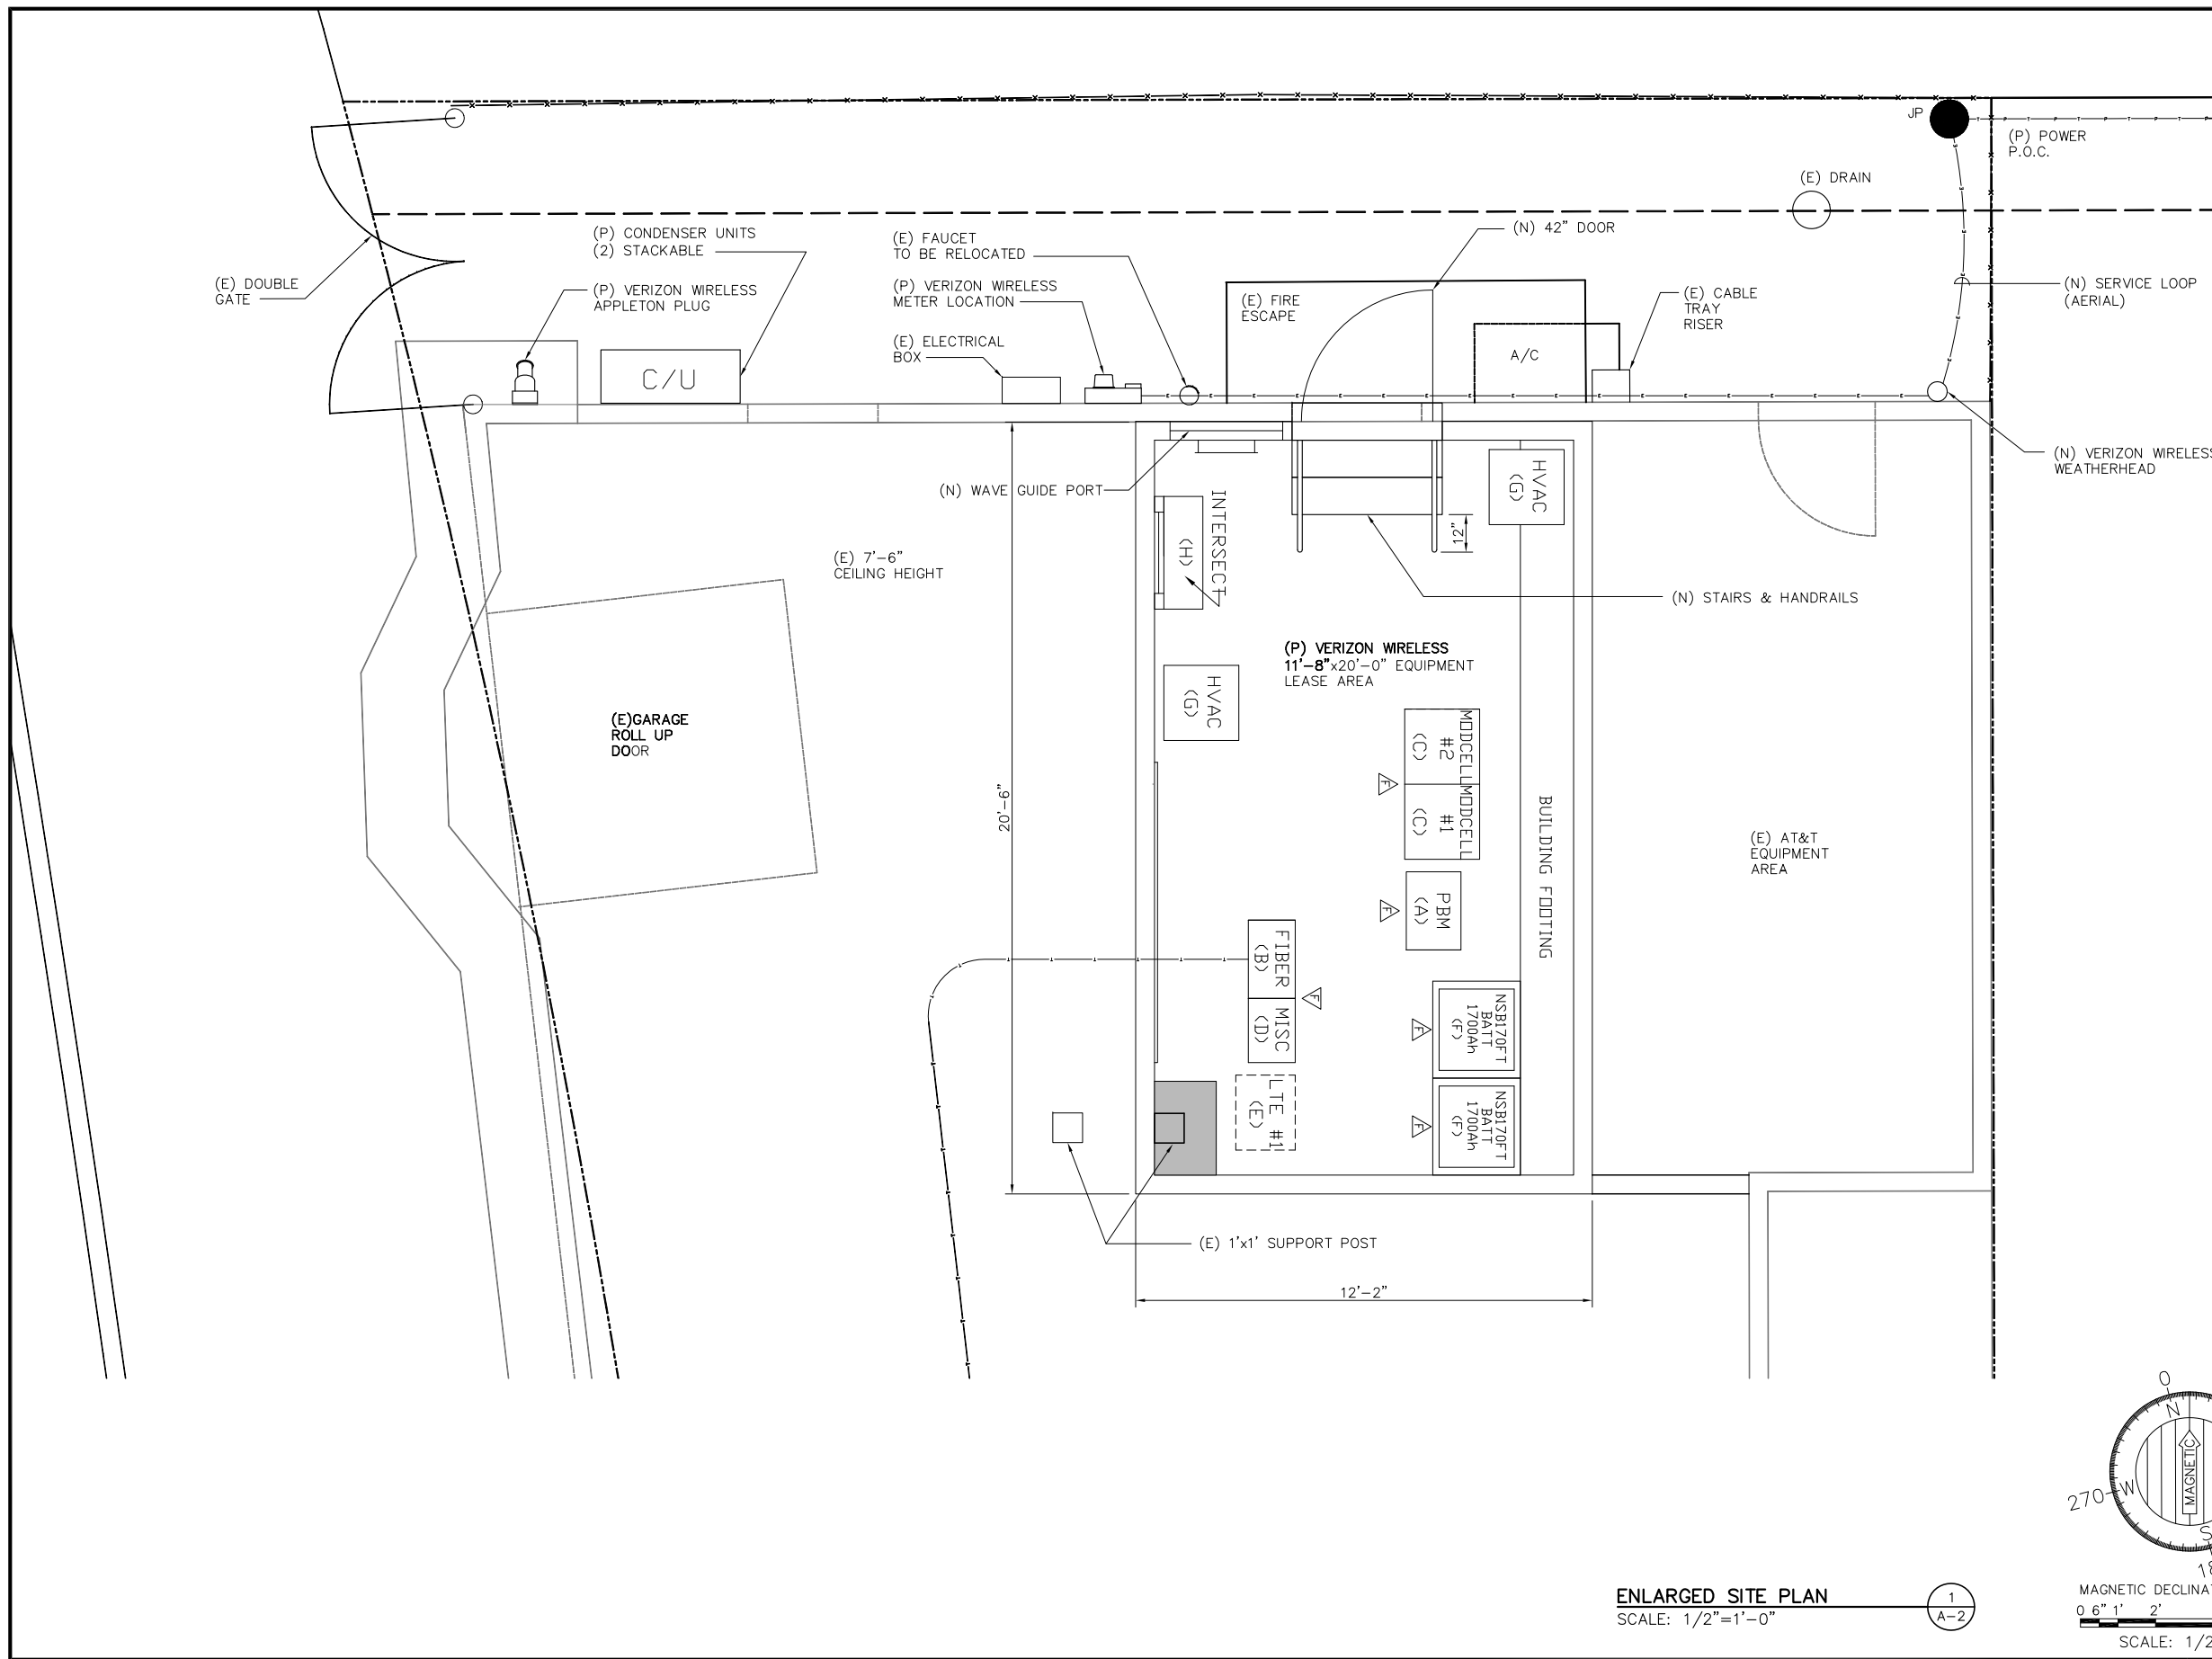 JP
(P) POWER
P.O.C.
(E) DRAIN
(N) 42" DOOR
(P) CONDENSER UNITS
(2) STACKABLE
(E) FAUCET
TO BE RELOCATED
(E) DOUBLE
GATE
(P) VERIZON WIRELESS
APPLETON PLUG
(P) VERIZON WIRELESS
METER LOCATION
(E) FIRE
ESCAPE
(E) CABLE
TRAY
RISER
(N) SERVICE LOOP
(AERIAL)
(E) ELECTRICAL
BOX
A/C
C/U
(N) VERIZON WIRELESS
WEATHERHEAD
(N) WAVE GUIDE PORT
INTERSECT
(H)
HVAC
(G)
12"
(E) 7'-6"
CEILING HEIGHT
(N) STAIRS & HANDRAILS
(P) VERIZON WIRELESS
11'-8"x20'-0" EQUIPMENT
LEASE AREA
HVAC
(G)
(E)GARAGE
ROLL UP
DOOR
MODCELL
#2
(C)
F
MODCELL
#1
(C)
20'-6"
BUILDING FOOTING
(E) AT&T
EQUIPMENT
AREA
PBM
(A)
F
FIBER
(B)
MISC
(D)
F
NSB170FT
BATT
1700Ah
(F)
F
LTE #1
(E)
NSB170FT
BATT
1700Ah
(F)
F
(E) 1'x1' SUPPORT POST
12'-2"
0
N
MAGNETIC
270
W
S
18
ENLARGED SITE PLAN
SCALE: 1/2"=1'-0"
1
A-2
MAGNETIC DECLINA
0 6" 1' 2'
SCALE: 1/2